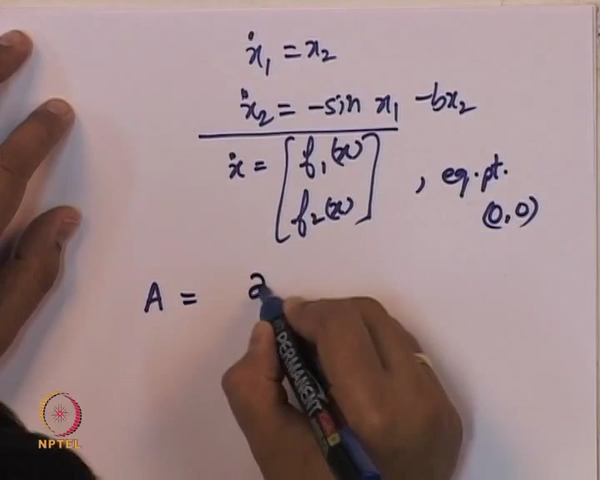 ẋ₁ = x₂
ẋ₂ = -sin x₁ - bx₂
ẋ = [f₁(x)
f₂(x)] , eq. pt.
(0,0)
A = ∂
PERMANENT
NPTEL